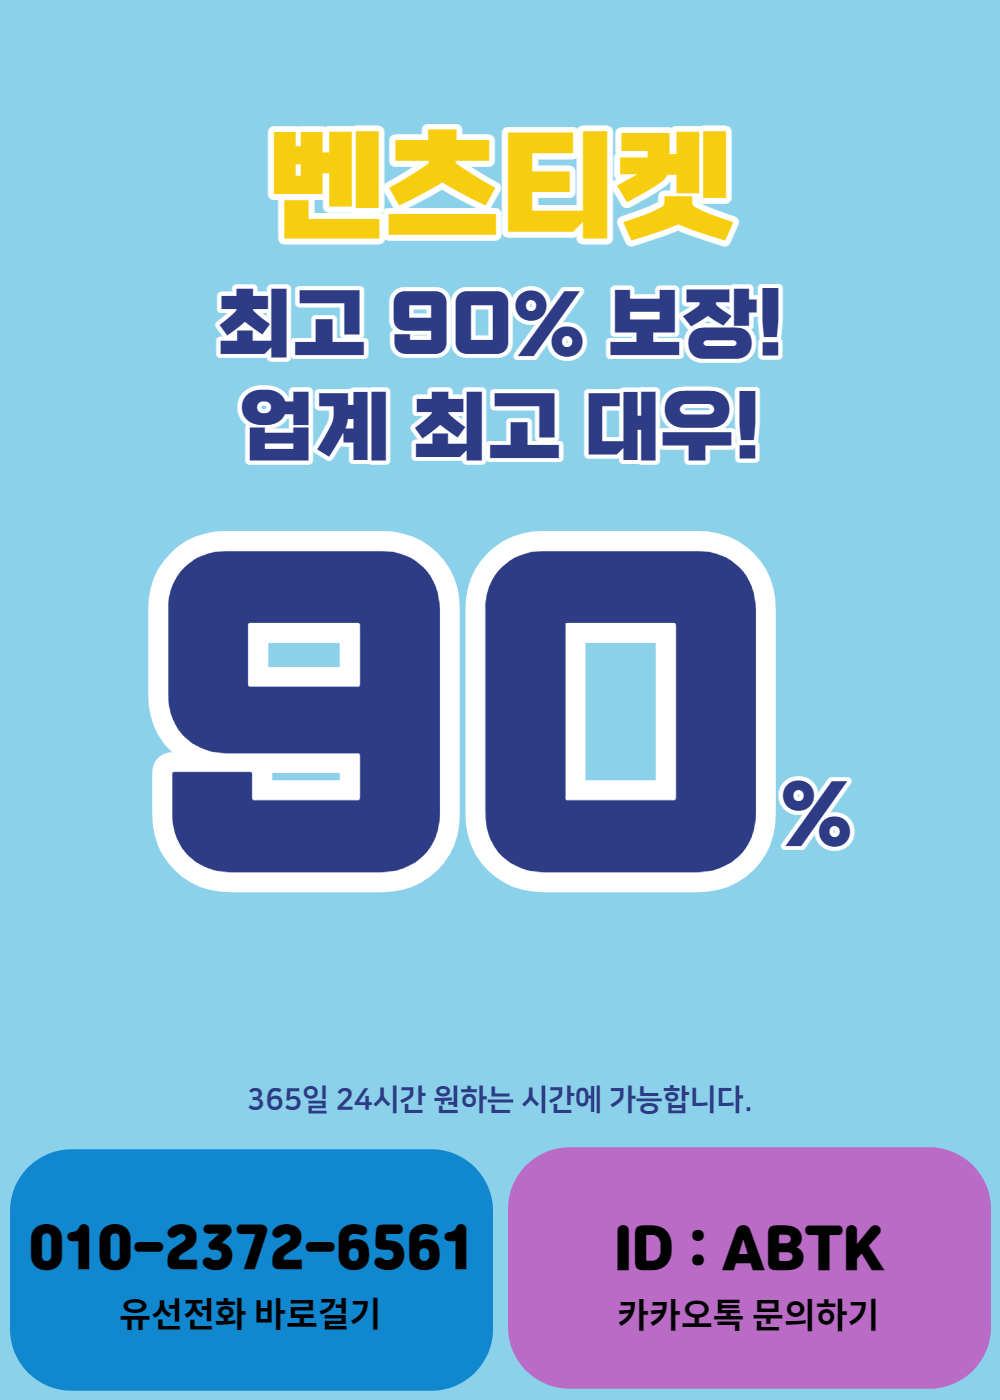 벤츠티켓
최고 90% 보장!
업계 최고 대우!
90%
365일 24시간 원하는 시간에 가능합니다.
010-2372-6561
유선전화 바로걸기
ID : ABTK
카카오톡 문의하기